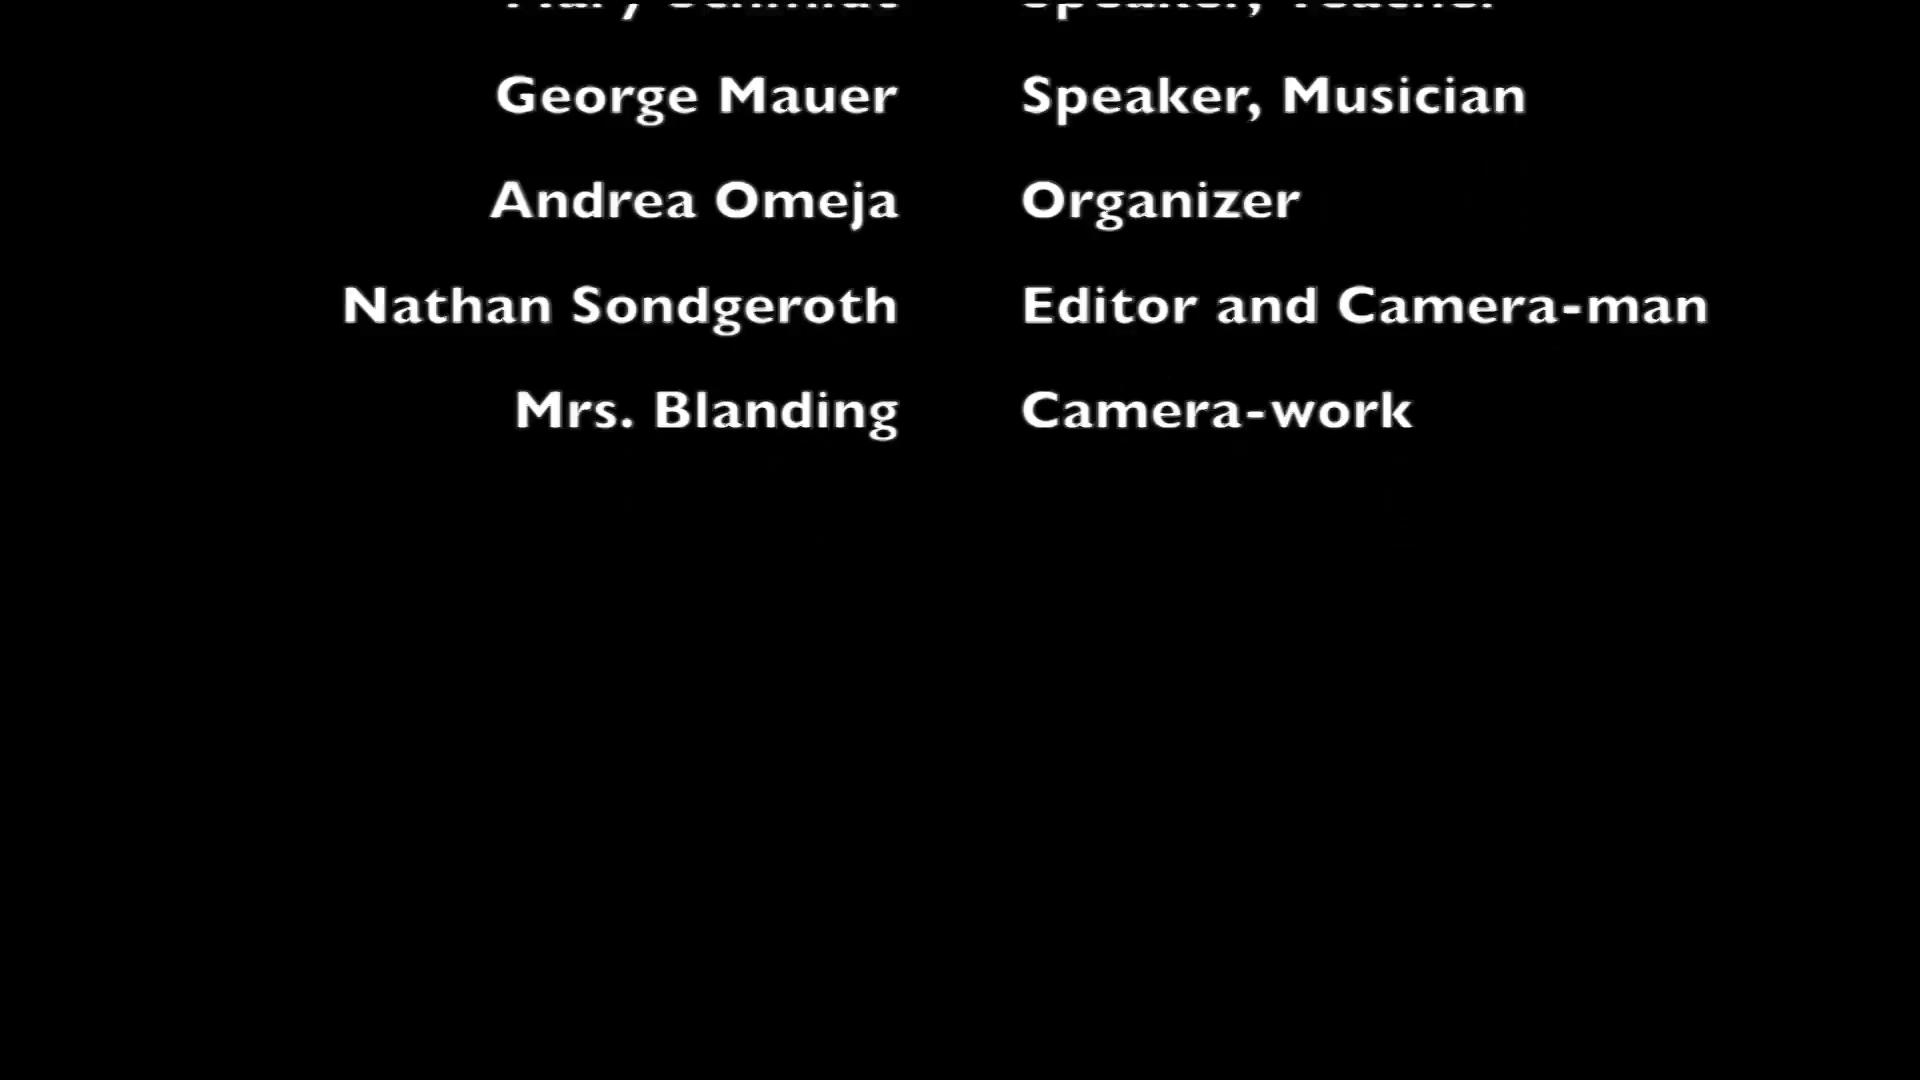 George Mauer Speaker, Musician
Andrea Omeja Organizer
Nathan Sondgeroth Editor and Camera-man
Mrs. Blanding Camera-work